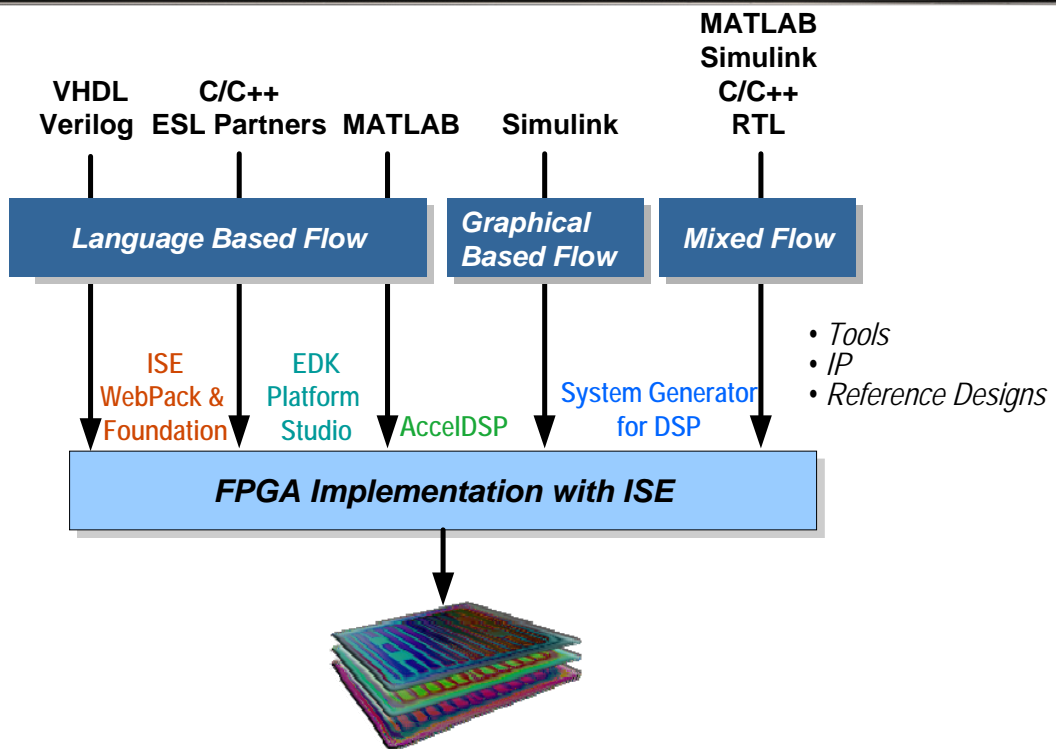 VHDL
Verilog
C/C++
ESL Partners
MATLAB
Simulink
MATLAB
Simulink
C/C++
RTL
Language Based Flow
Graphical
Based Flow
Mixed Flow
ISE
WebPack &
Foundation
EDK
Platform
Studio
AccelDSP
System Generator
for DSP
• Tools
• IP
• Reference Designs
FPGA Implementation with ISE